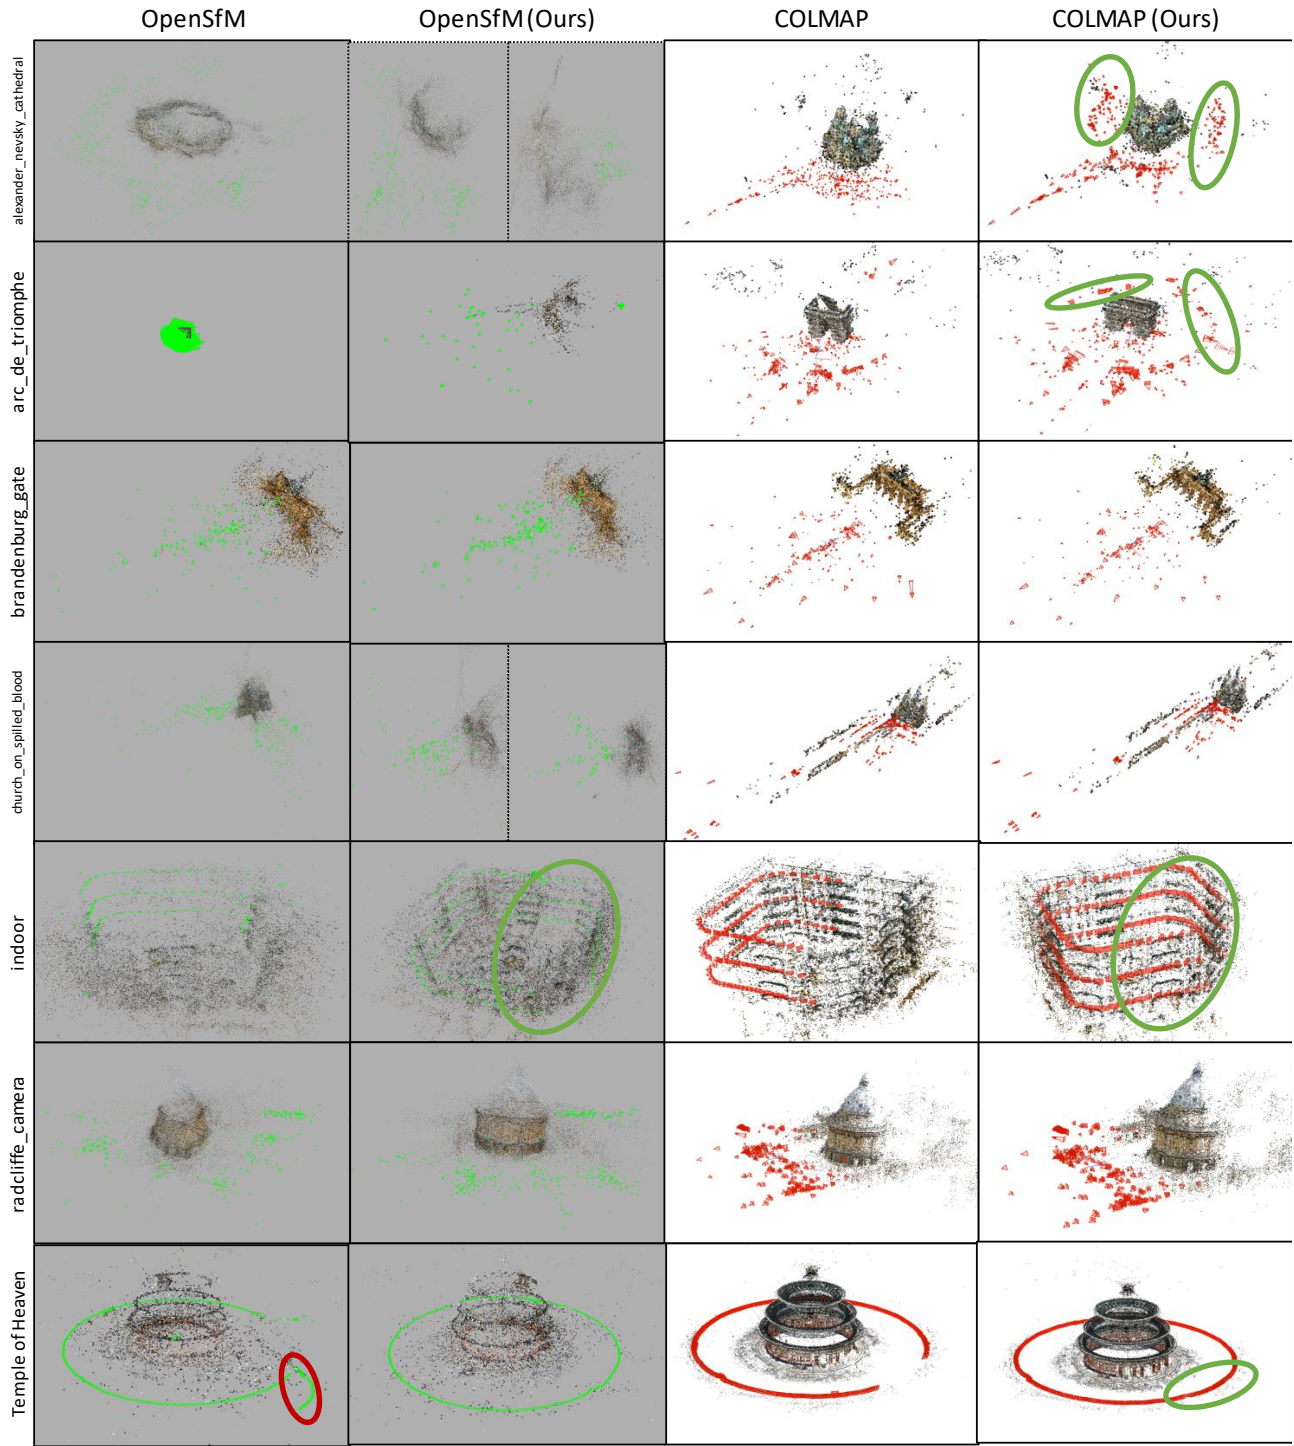 OpenSfM
OpenSfM (Ours)
COLMAP
COLMAP (Ours)
alexander_nevsky_cathedral
arc_de_triomphe
brandenburg_gate
church_on_spilled_blood
indoor
radcliffe_camera
Temple of Heaven